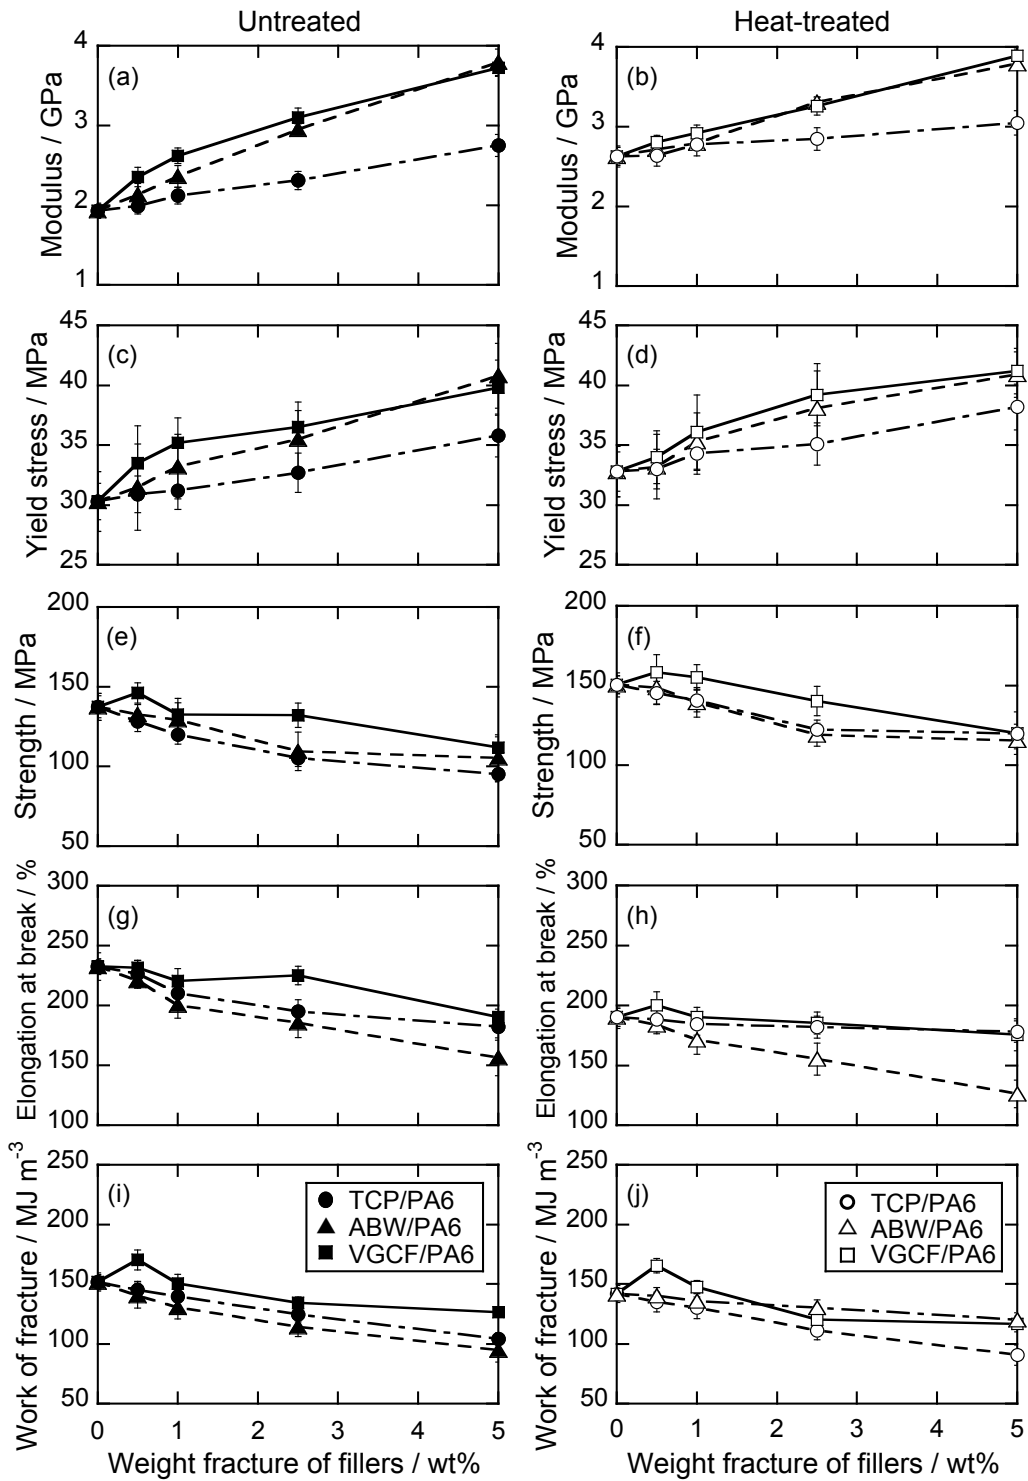 Untreated
Heat-treated
4
3
2
1
Modulus / GPa
(a)
4
3
2
1
Modulus / GPa
(b)
45
40
35
30
25
Yield stress / MPa
(c)
45
40
35
30
25
Yield stress / MPa
(d)
200
150
100
50
Strength / MPa
(e)
200
150
100
50
Strength / MPa
(f)
300
250
200
150
100
Elongation at break / %
(g)
300
250
200
150
100
Elongation at break / %
(h)
250
200
150
100
50
Work of fracture / MJ m⁻³
(i)
TCP/PA6
ABW/PA6
VGCF/PA6
250
200
150
100
50
Work of fracture / MJ m⁻³
(j)
TCP/PA6
ABW/PA6
VGCF/PA6
0 1 2 3 4 5
0 1 2 3 4 5
Weight fracture of fillers / wt%
Weight fracture of fillers / wt%